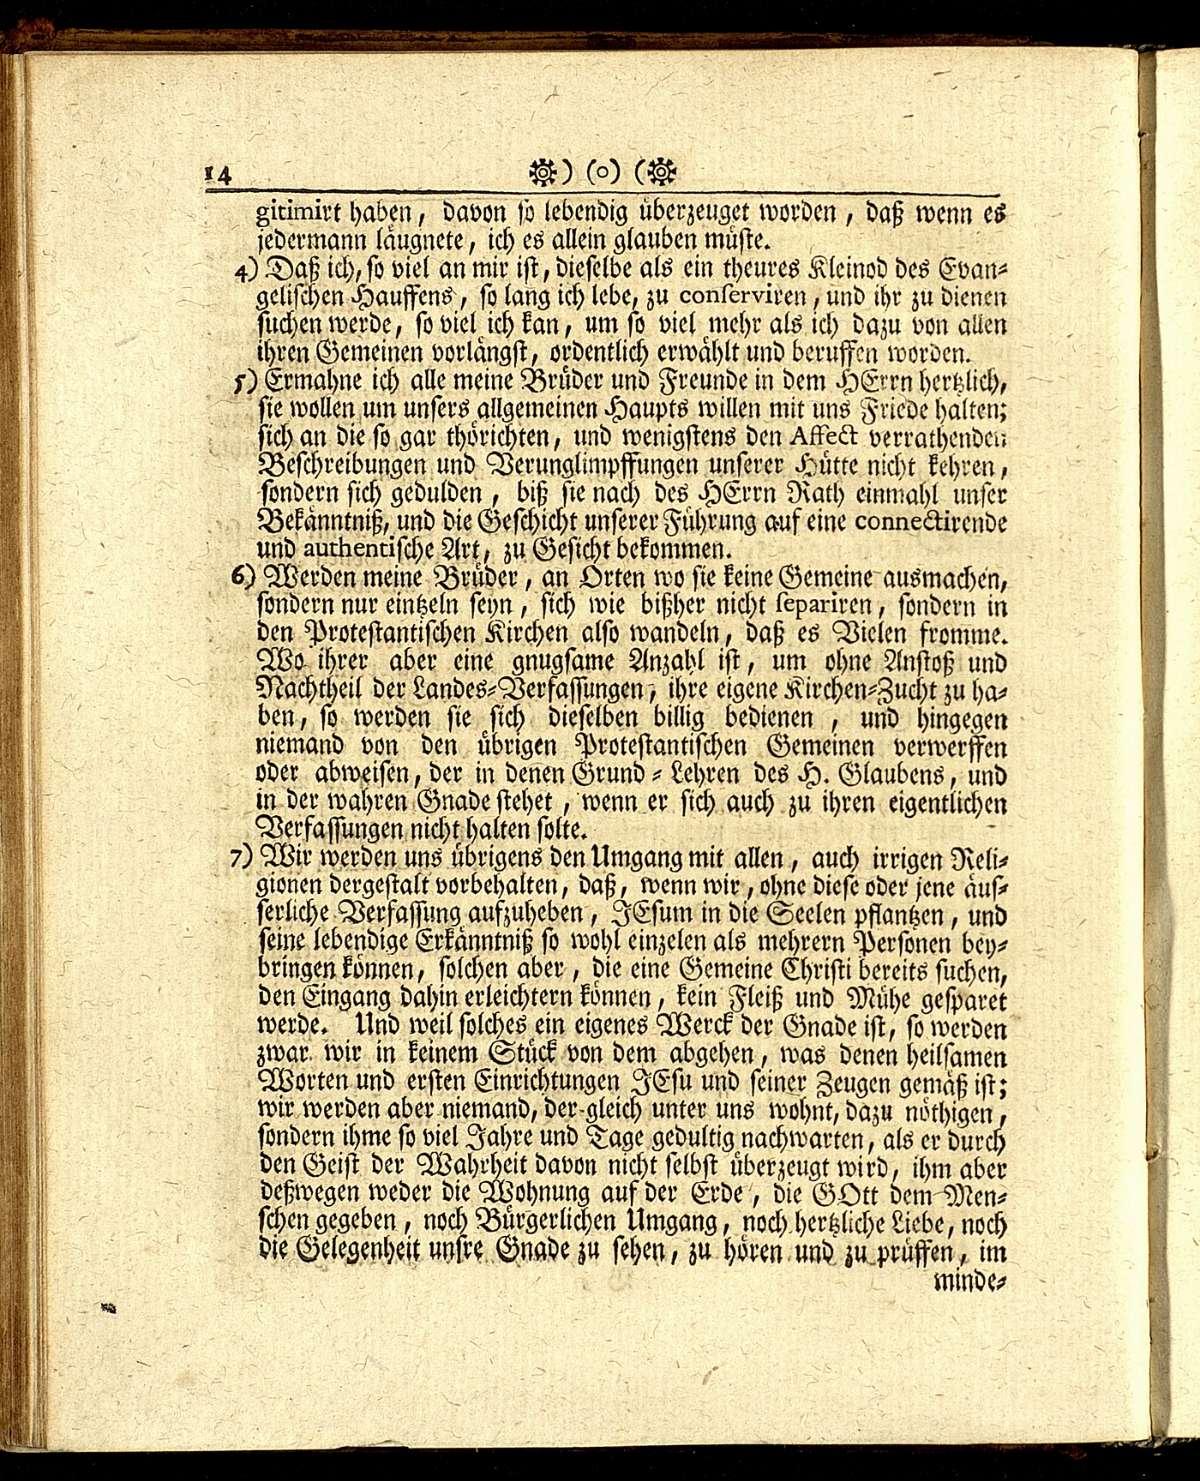 14 ) (o) (
gitimirt haben, davon so lebendig überzeuget worden, daß wenn es
jedermann läugnete, ich es allein glauben müste.
4) Daß ich, so viel an mir ist, dieselbe als ein theures Kleinod des Evan-
gelischen Hauffens, so lang ich lebe, zu conserviren, und ihr zu dienen
suchen werde, so viel ich kan, um so viel mehr als ich dazu von allen
ihren Gemeinen vorlängst, ordentlich erwählt und beruffen worden.
5) Ermahne ich alle meine Brüder und Freunde in dem HErrn hertzlich,
sie wollen um unsers allgemeinen Haupts willen mit uns Friede halten;
sich an die so gar thörichten, und wenigstens den Affect verrathenden
Beschreibungen und Verunglimpffungen unserer Hütte nicht kehren,
sondern sich gedulden, biß sie nach des HErrn Rath einmahl unser
Bekänntniß, und die Geschicht unserer Führung auf eine connectirende
und authentische Art, zu Gesicht bekommen.
6) Werden meine Brüder, an Orten wo sie keine Gemeine ausmachen,
sondern nur eintzeln seyn, sich wie bißher nicht separiren, sondern in
den Protestantischen Kirchen also wandeln, daß es Vielen fromme.
Wo ihrer aber eine gnugsame Anzahl ist, um ohne Anstoß und
Nachtheil der Landes-Verfassungen, ihre eigene Kirchen-Zucht zu ha-
ben, so werden sie sich dieselben billig bedienen, und hingegen
niemand von den übrigen Protestantischen Gemeinen verwerffen
oder abweisen, der in denen Grund-Lehren des H. Glaubens, und
in der wahren Gnade stehet, wenn er sich auch zu ihren eigentlichen
Verfassungen nicht halten solte.
7) Wir werden uns übrigens den Umgang mit allen, auch irrigen Reli-
gionen dergestalt vorbehalten, daß, wenn wir, ohne diese oder jene äus-
serliche Verfassung aufzuheben, JEsum in die Seelen pflantzen, und
seine lebendige Erkänntniß so wohl einzelen als mehrern Personen bey-
bringen können, solchen aber, die eine Gemeine Christi bereits suchen,
den Eingang dahin erleichtern können, kein Fleiß und Mühe gesparet
werde. Und weil solches ein eigenes Werck der Gnade ist, so werden
zwar wir in keinem Stück von dem abgehen, was denen heilsamen
Worten und ersten Einrichtungen JEsu und seiner Zeugen gemäß ist;
wir werden aber niemand, der gleich unter uns wohnt, dazu nöthigen,
sondern ihme so viel Jahre und Tage gedultig nachwarten, als er durch
den Geist der Wahrheit davon nicht selbst überzeugt wird, ihm aber
deßwegen weder die Wohnung auf der Erde, die GOtt dem Men-
schen gegeben, noch Bürgerlichen Umgang, noch hertzliche Liebe, noch
die Gelegenheit unsre Gnade zu sehen, zu hören und zu prüffen, im
minde-